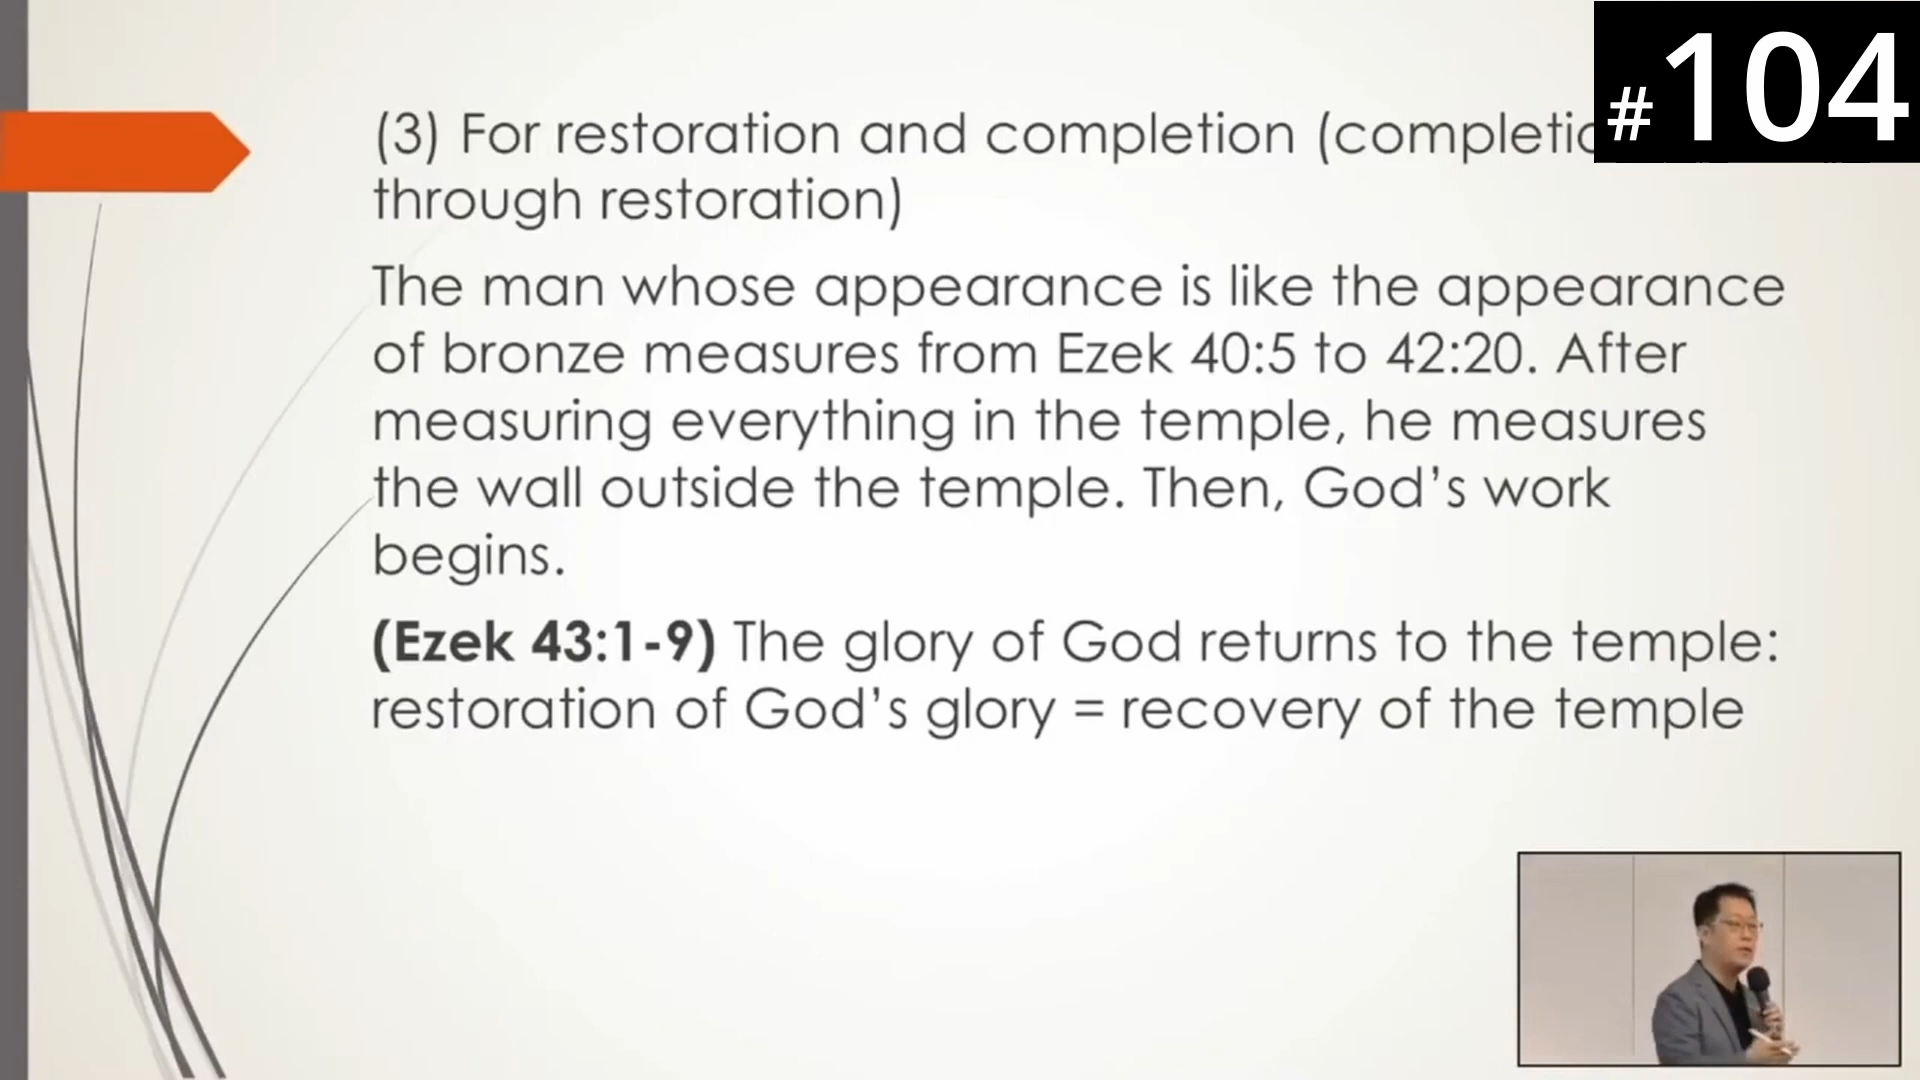 #104
(3) For restoration and completion (completio
through restoration)
The man whose appearance is like the appearance
of bronze measures from Ezek 40:5 to 42:20. After
measuring everything in the temple, he measures
the wall outside the temple. Then, God’s work
begins.
(Ezek 43:1-9) The glory of God returns to the temple:
restoration of God’s glory = recovery of the temple